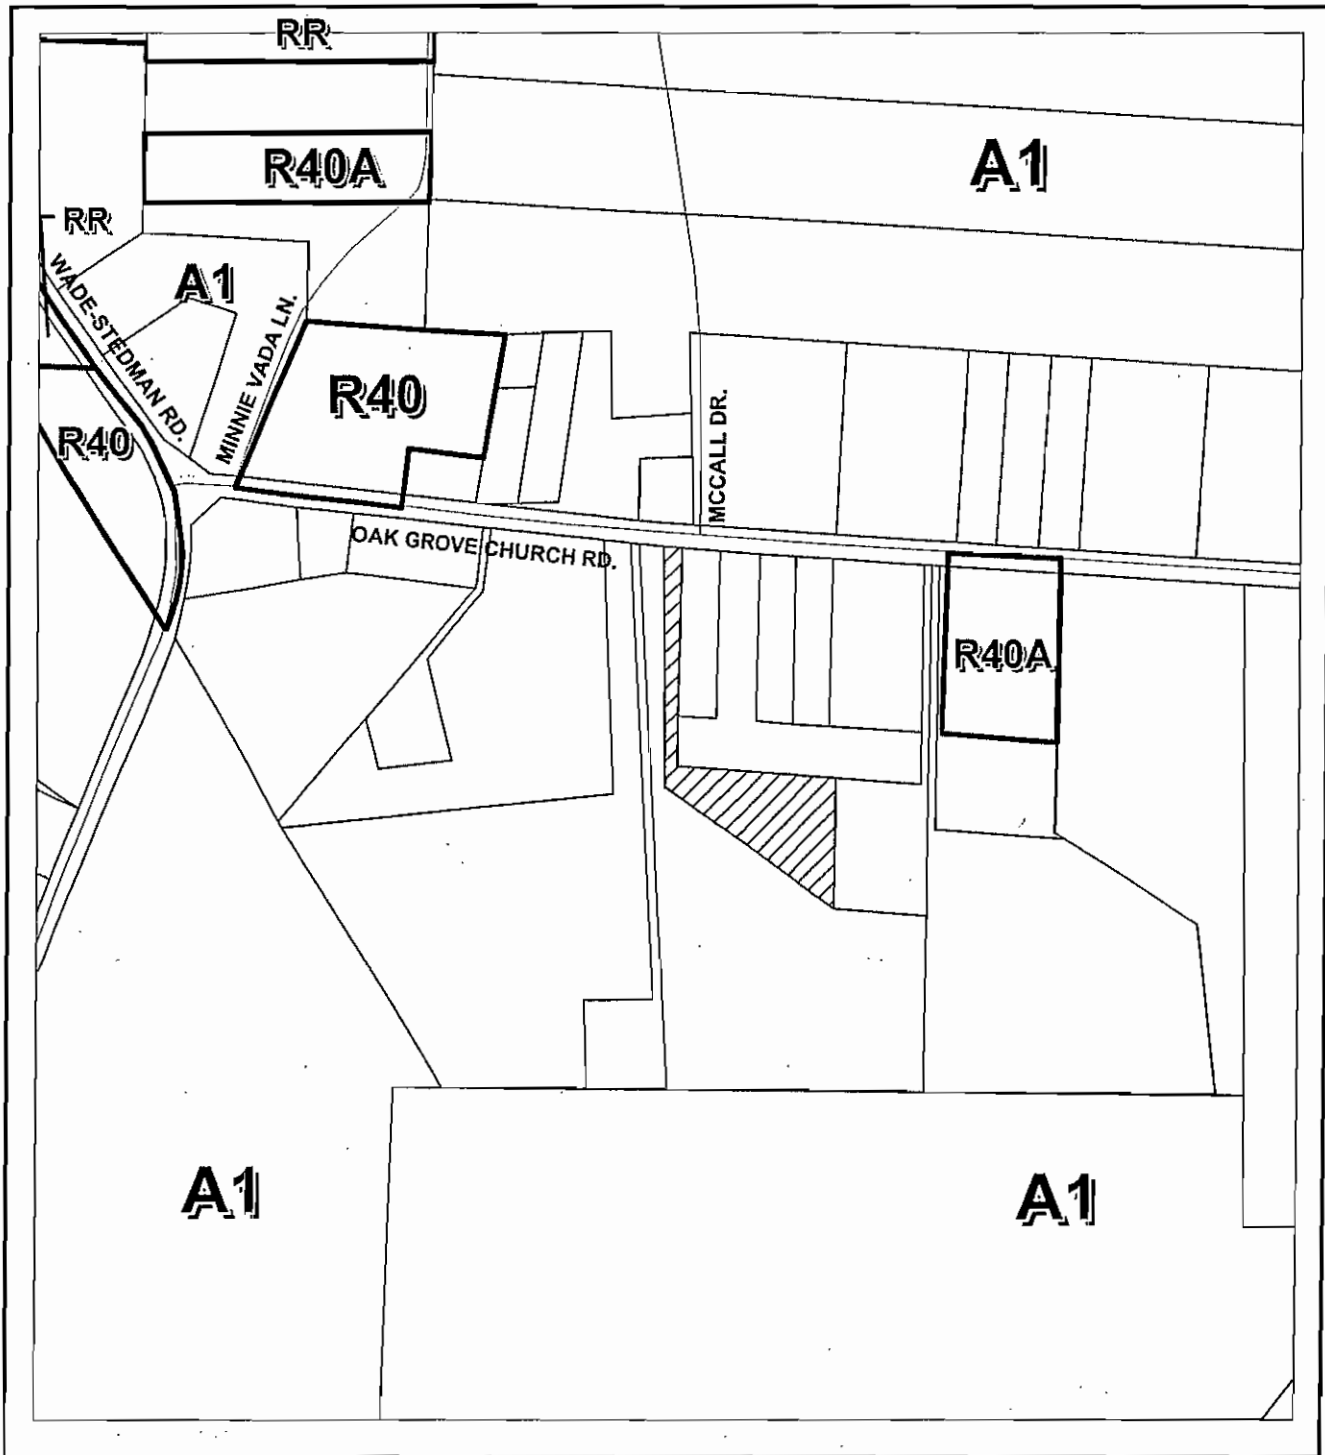 RR
R40A
A1
RR
A1
WADE-STEDMAN RD.
MINNIE VADA LN.
R40
R40
MCCALL DR.
OAK GROVE CHURCH RD.
R40A
A1
A1